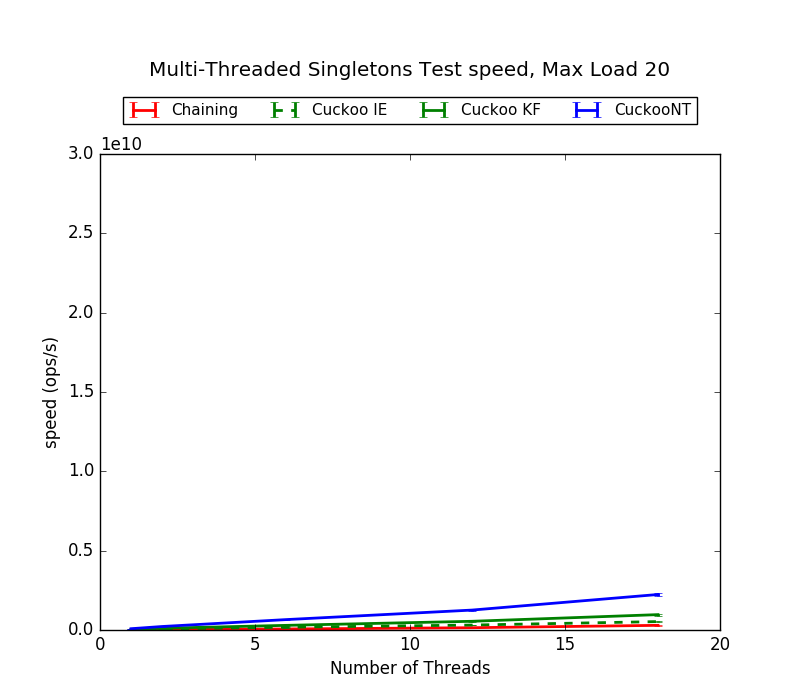 Multi-Threaded Singletons Test speed, Max Load 20
Chaining Cuckoo IE Cuckoo KF CuckooNT
1e10
3.0
2.5
2.0
1.5
1.0
0.5
0.0
speed (ops/s)
0 5 10 15 20
Number of Threads